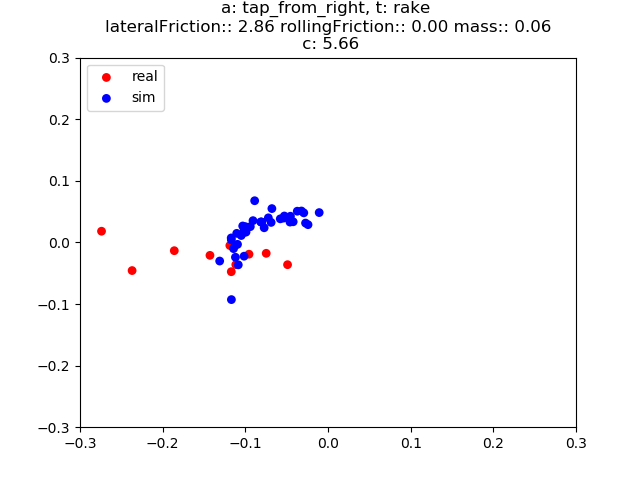 a: tap_from_right, t: rake
lateralFriction:: 2.86 rollingFriction:: 0.00 mass:: 0.06
c: 5.66
real
sim
0.3
0.2
0.1
0.0
−0.1
−0.2
−0.3
−0.3 −0.2 −0.1 0.0 0.1 0.2 0.3